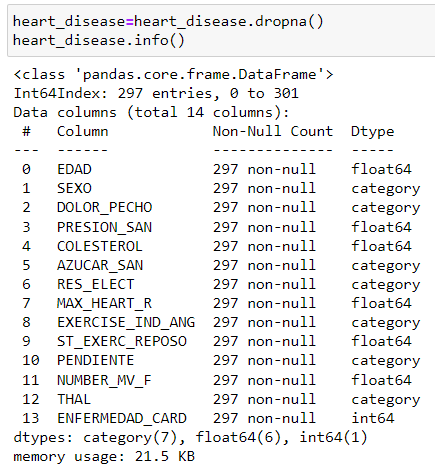 heart_disease=heart_disease.dropna()
heart_disease.info()
<class 'pandas.core.frame.DataFrame'>
Int64Index: 297 entries, 0 to 301
Data columns (total 14 columns):
 #   Column            Non-Null Count  Dtype
---  ------            --------------  -----
 0   EDAD              297 non-null    float64
 1   SEXO              297 non-null    category
 2   DOLOR_PECHO       297 non-null    category
 3   PRESION_SAN       297 non-null    float64
 4   COLESTEROL        297 non-null    float64
 5   AZUCAR_SAN        297 non-null    category
 6   RES_ELECT         297 non-null    category
 7   MAX_HEART_R       297 non-null    float64
 8   EXERCISE_IND_ANG  297 non-null    category
 9   ST_EXERC_REPOSO   297 non-null    float64
 10  PENDIENTE         297 non-null    category
 11  NUMBER_MV_F       297 non-null    float64
 12  THAL              297 non-null    category
 13  ENFERMEDAD_CARD   297 non-null    int64
dtypes: category(7), float64(6), int64(1)
memory usage: 21.5 KB